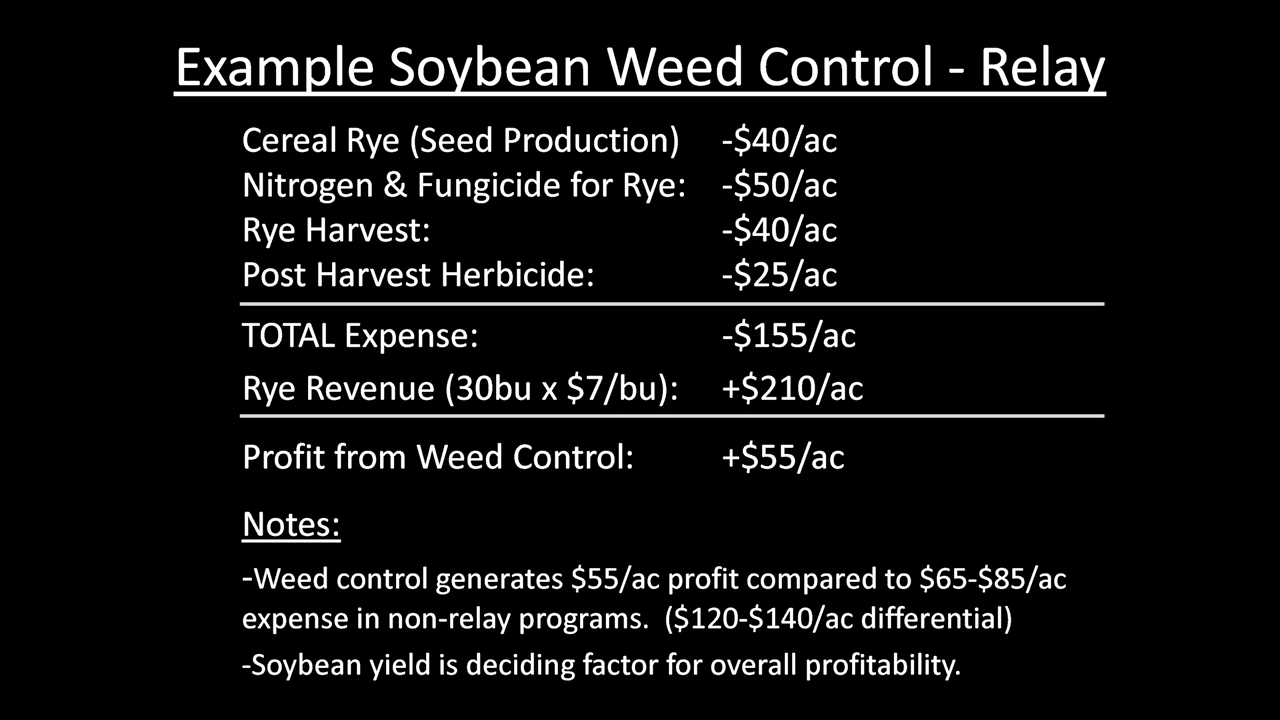 Example Soybean Weed Control - Relay
Cereal Rye (Seed Production) -$40/ac
Nitrogen & Fungicide for Rye: -$50/ac
Rye Harvest: -$40/ac
Post Harvest Herbicide: -$25/ac
TOTAL Expense: -$155/ac
Rye Revenue (30bu x $7/bu): +$210/ac
Profit from Weed Control: +$55/ac
Notes:
-Weed control generates $55/ac profit compared to $65-$85/ac
expense in non-relay programs. ($120-$140/ac differential)
-Soybean yield is deciding factor for overall profitability.